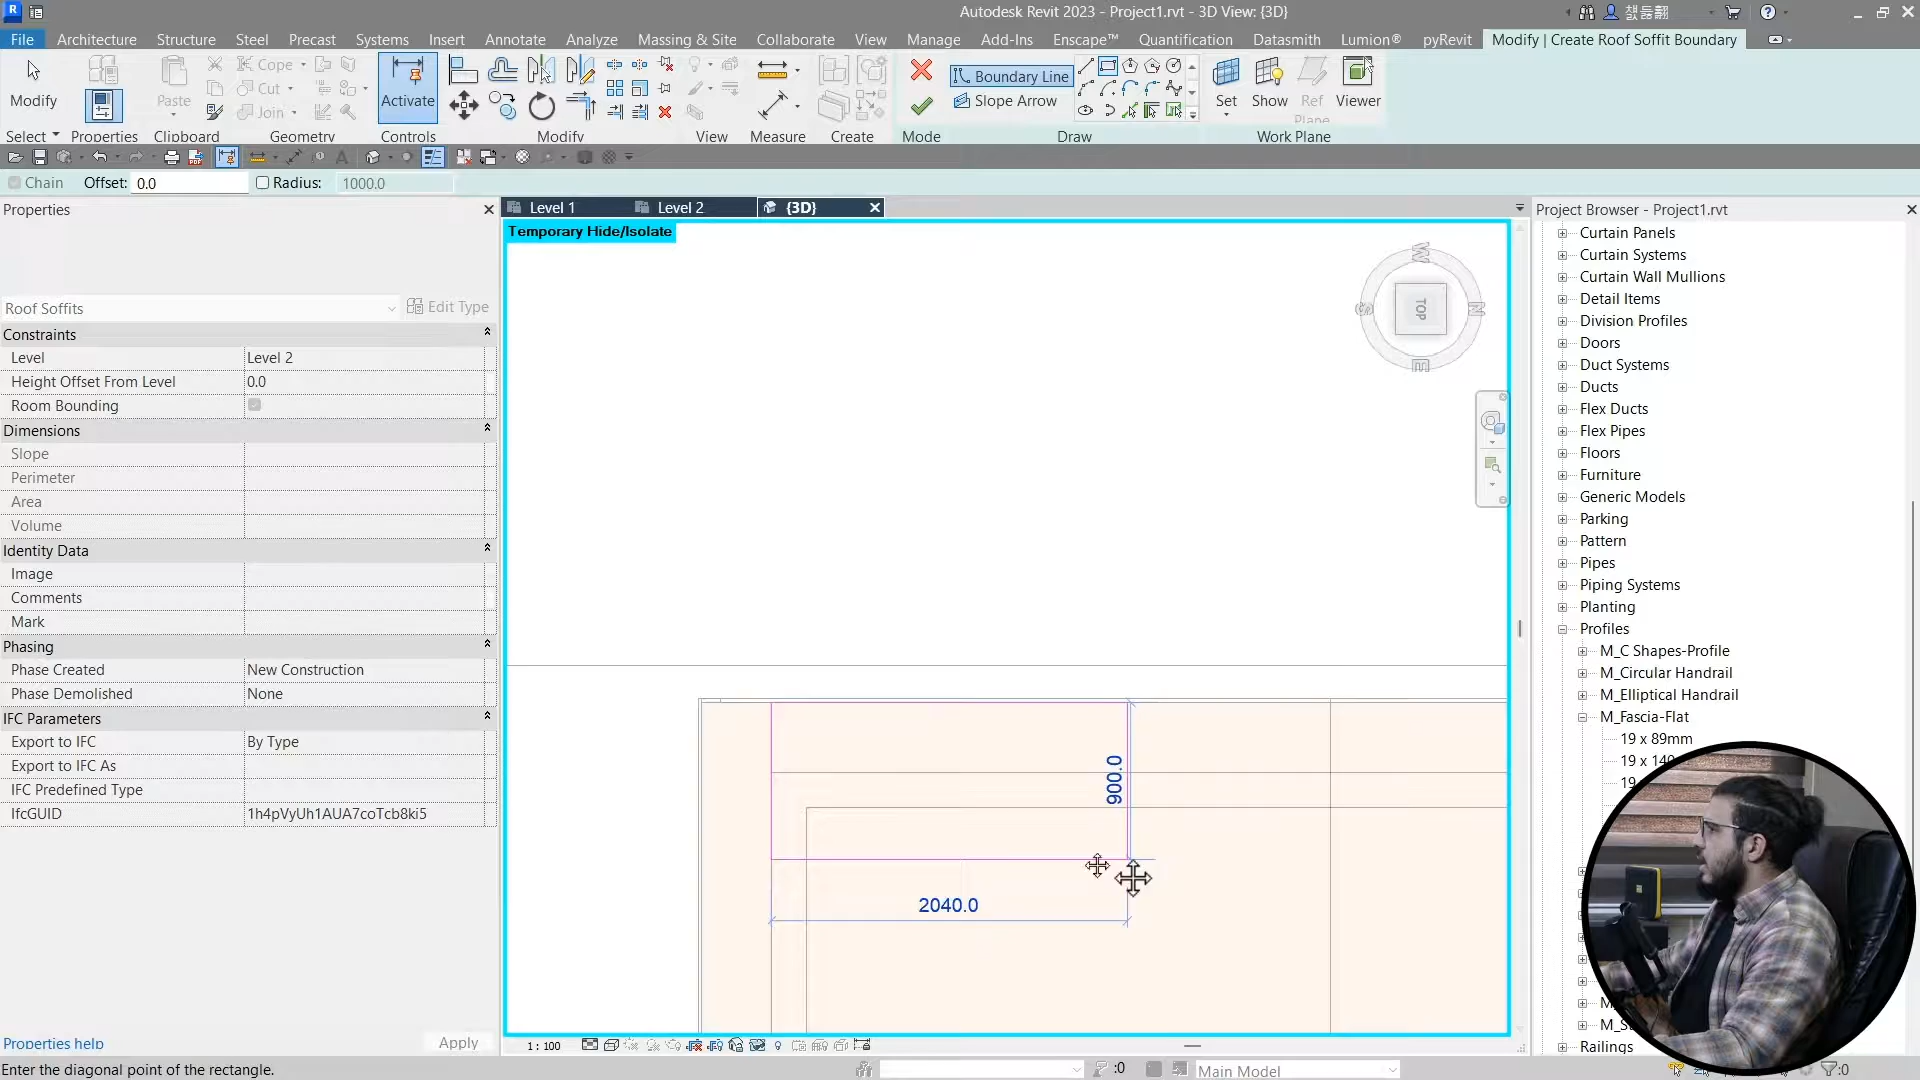 Autodesk Revit 2023 - Project1.rvt - 3D View: {3D}
File Architecture Structure Steel Precast Systems Insert Annotate Analyze Massing & Site Collaborate View Manage Add-Ins Enscape™ Quantification Datasmith Lumion® pyRevit Modify | Create Roof Soffit Boundary
Modify Paste Cope Cut Join Activate Boundary Line Slope Arrow Set Show Ref Plane Viewer
Select Properties Clipboard Geometry Controls Modify View Measure Create Mode Draw Work Plane
Chain Offset: 0.0 Radius: 1000.0
Properties
Level 1 Level 2 {3D}
Project Browser - Project1.rvt
Temporary Hide/Isolate
Roof Soffits Edit Type
Constraints
Level Level 2
Height Offset From Level 0.0
Room Bounding
Dimensions
Slope
Perimeter
Area
Volume
Identity Data
Image
Comments
Mark
Phasing
Phase Created New Construction
Phase Demolished None
IFC Parameters
Export to IFC By Type
Export to IFC As
IFC Predefined Type
IfcGUID 1h4pVyUh1AUA7coTcb8ki5
Properties help Apply
W
S TOP N
E
900.0
2040.0
1 : 100
Curtain Panels
Curtain Systems
Curtain Wall Mullions
Detail Items
Division Profiles
Doors
Duct Systems
Ducts
Flex Ducts
Flex Pipes
Floors
Furniture
Generic Models
Parking
Pattern
Pipes
Piping Systems
Planting
Profiles
M_C Shapes-Profile
M_Circular Handrail
M_Elliptical Handrail
M_Fascia-Flat
19 x 89mm
19 x 140
19
Railings
Enter the diagonal point of the rectangle. :0 Main Model :0